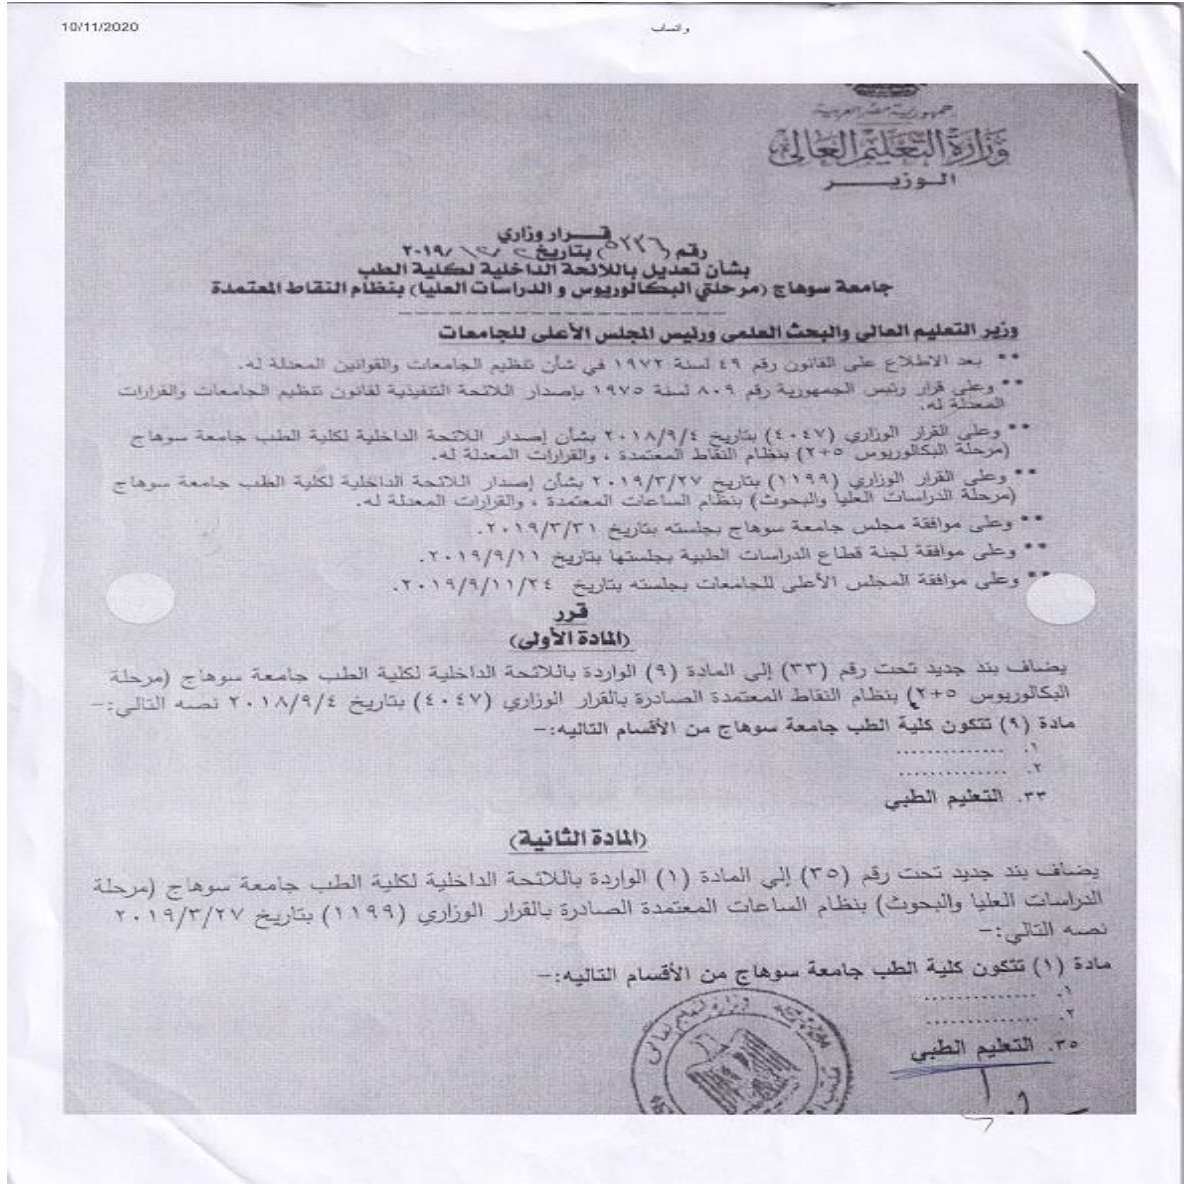 10/11/2020
واتساب
جمهورية مصر العربية
وزارة التعليم العالي
الوزير
قرار وزاري
رقم (٥٢٢٦) بتاريخ / ١٢ / ٢٠١٩
بشأن تعديل باللائحة الداخلية لكلية الطب
جامعة سوهاج (مرحلتي البكالوريوس و الدراسات العليا) بنظام النقاط المعتمدة
وزير التعليم العالى والبحث العلمى ورئيس المجلس الأعلى للجامعات
** بعد الاطلاع على القانون رقم ٤٩ لسنة ١٩٧٢ في شأن تنظيم الجامعات والقوانين المعدلة له.
** وعلى قرار رئيس الجمهورية رقم ٨٠٩ لسنة ١٩٧٥ بإصدار اللائحة التنفيذية لقانون تنظيم الجامعات والقرارات
المعدلة له.
** وعلى القرار الوزاري (٤٠٤٧) بتاريخ ٢٠١٨/٩/٤ بشأن إصدار اللائحة الداخلية لكلية الطب جامعة سوهاج
(مرحلة البكالوريوس ٥+٢) بنظام النقاط المعتمدة ، والقرارات المعدلة له.
** وعلى القرار الوزاري (١١٩٩) بتاريخ ٢٠١٩/٣/٢٧ بشأن إصدار اللائحة الداخلية لكلية الطب جامعة سوهاج
(مرحلة الدراسات العليا والبحوث) بنظام الساعات المعتمدة ، والقرارات المعدلة له.
** وعلى موافقة مجلس جامعة سوهاج بجلسته بتاريخ ٢٠١٩/٣/٣١.
** وعلى موافقة لجنة قطاع الدراسات الطبية بجلستها بتاريخ ٢٠١٩/٩/١١.
** وعلى موافقة المجلس الأعلى للجامعات بجلسته بتاريخ ٢٠١٩/٩/١١/٢٤.
قرر
(المادة الأولى)
يضاف بند جديد تحت رقم (٣٣) إلى المادة (٩) الواردة باللائحة الداخلية لكلية الطب جامعة سوهاج (مرحلة
البكالوريوس ٥+٢) بنظام النقاط المعتمدة الصادرة بالقرار الوزاري (٤٠٤٧) بتاريخ ٢٠١٨/٩/٤ نصه التالي:-
مادة (٩) تتكون كلية الطب جامعة سوهاج من الأقسام التاليه:-
١. ..............
٢. ..............
٣٣. التعليم الطبي
(المادة الثانية)
يضاف بند جديد تحت رقم (٣٥) إلي المادة (١) الواردة باللائحة الداخلية لكلية الطب جامعة سوهاج (مرحلة
الدراسات العليا والبحوث) بنظام الساعات المعتمدة الصادرة بالقرار الوزاري (١١٩٩) بتاريخ ٢٠١٩/٣/٢٧
نصه التالي:-
مادة (١) تتكون كلية الطب جامعة سوهاج من الأقسام التاليه:-
١. ..............
٢. ..............
٣٥. التعليم الطبي